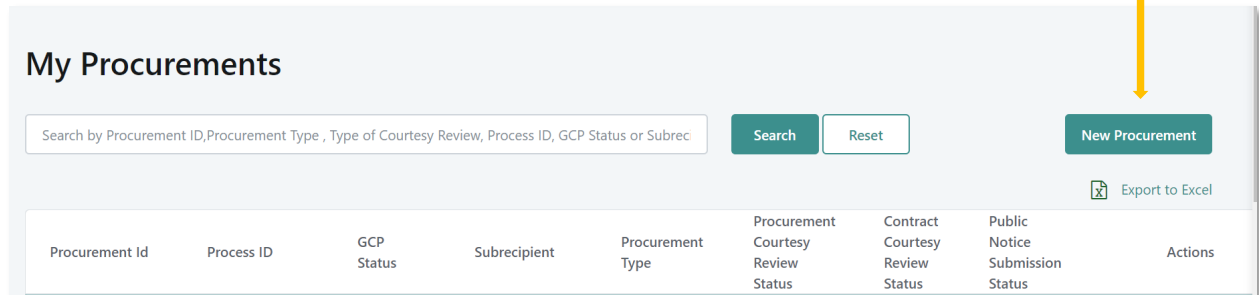 My Procurements
Search by Procurement ID,Procurement Type , Type of Courtesy Review, Process ID, GCP Status or Subrec
Search
Reset
New Procurement
Export to Excel
Procurement Id
Process ID
GCP
Status
Subrecipient
Procurement
Type
Procurement
Courtesy
Review
Status
Contract
Courtesy
Review
Status
Public
Notice
Submission
Status
Actions